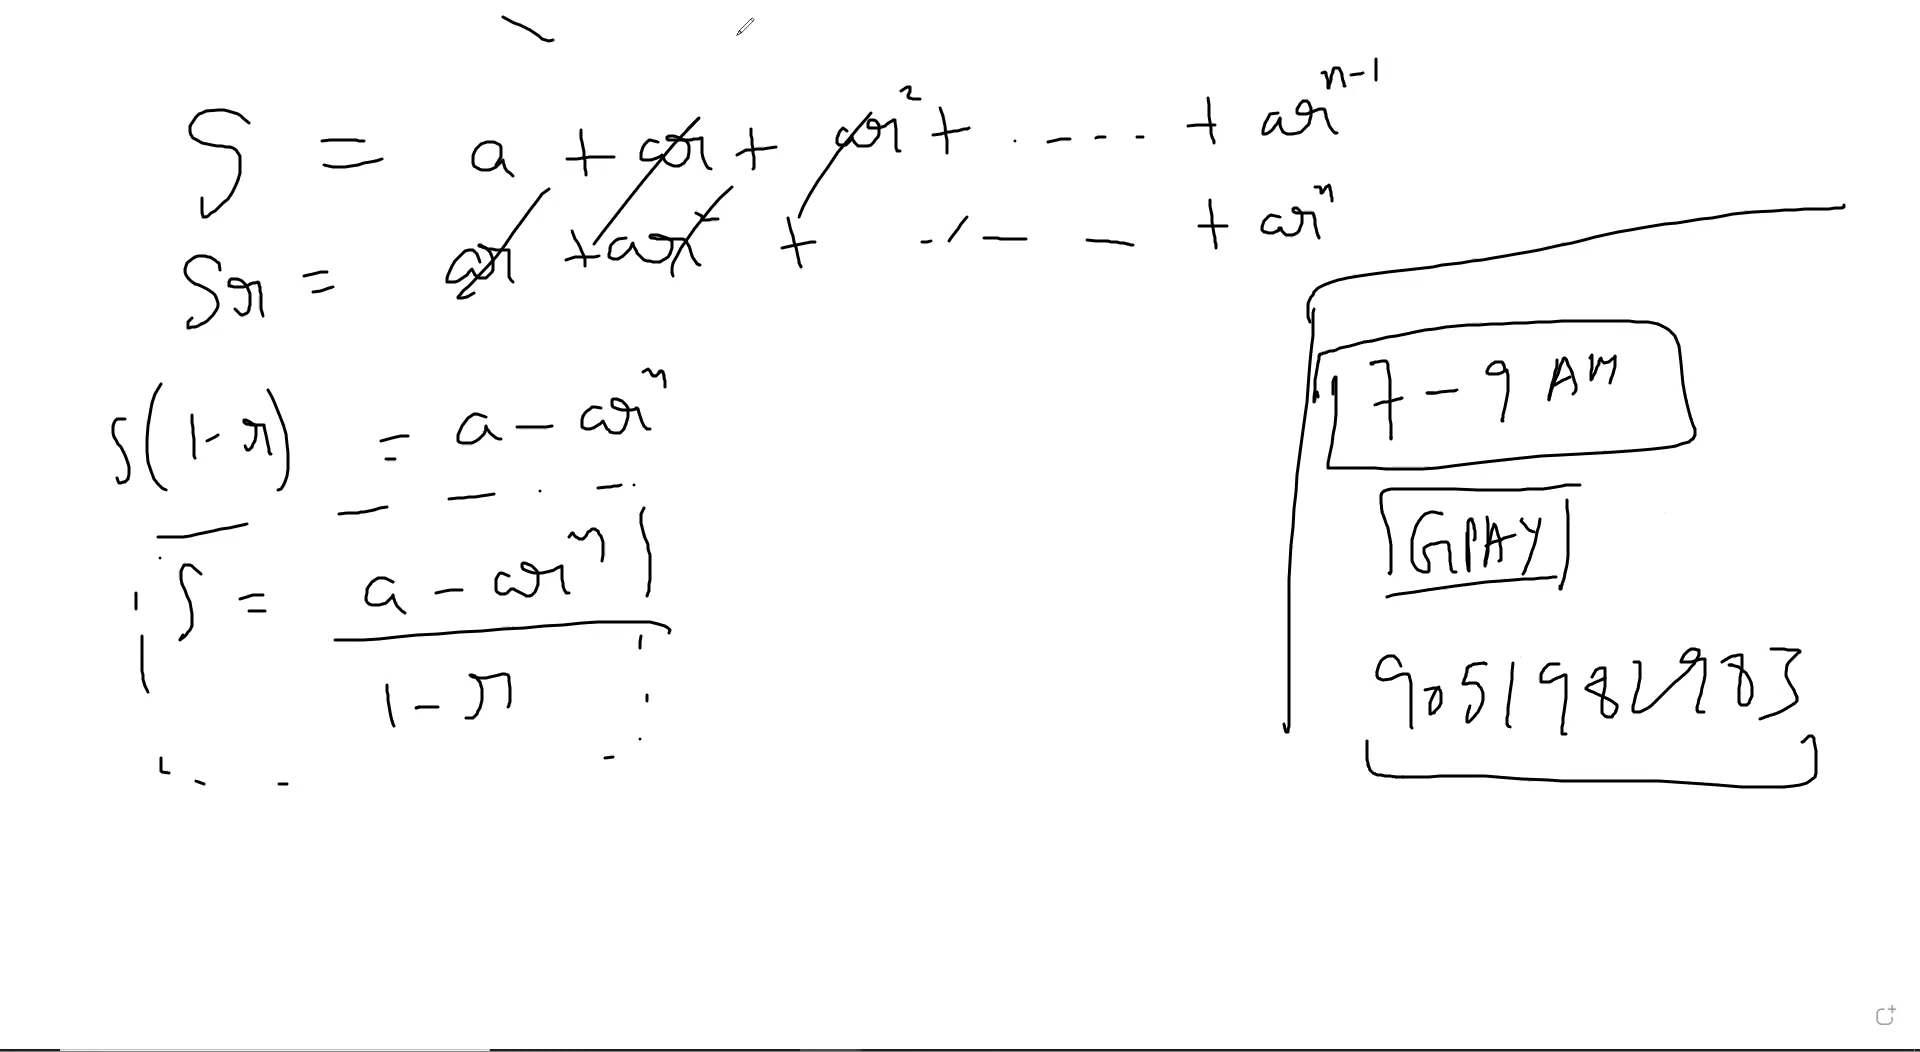 S = a + ar + ar² + . - - - - + arⁿ⁻¹
Sr = ar + ar² + - - - - + arⁿ
S(1-r) = a - arⁿ
S = (a - arⁿ)/(1 - r)
7 - 9 AM
GPAY
9051982983